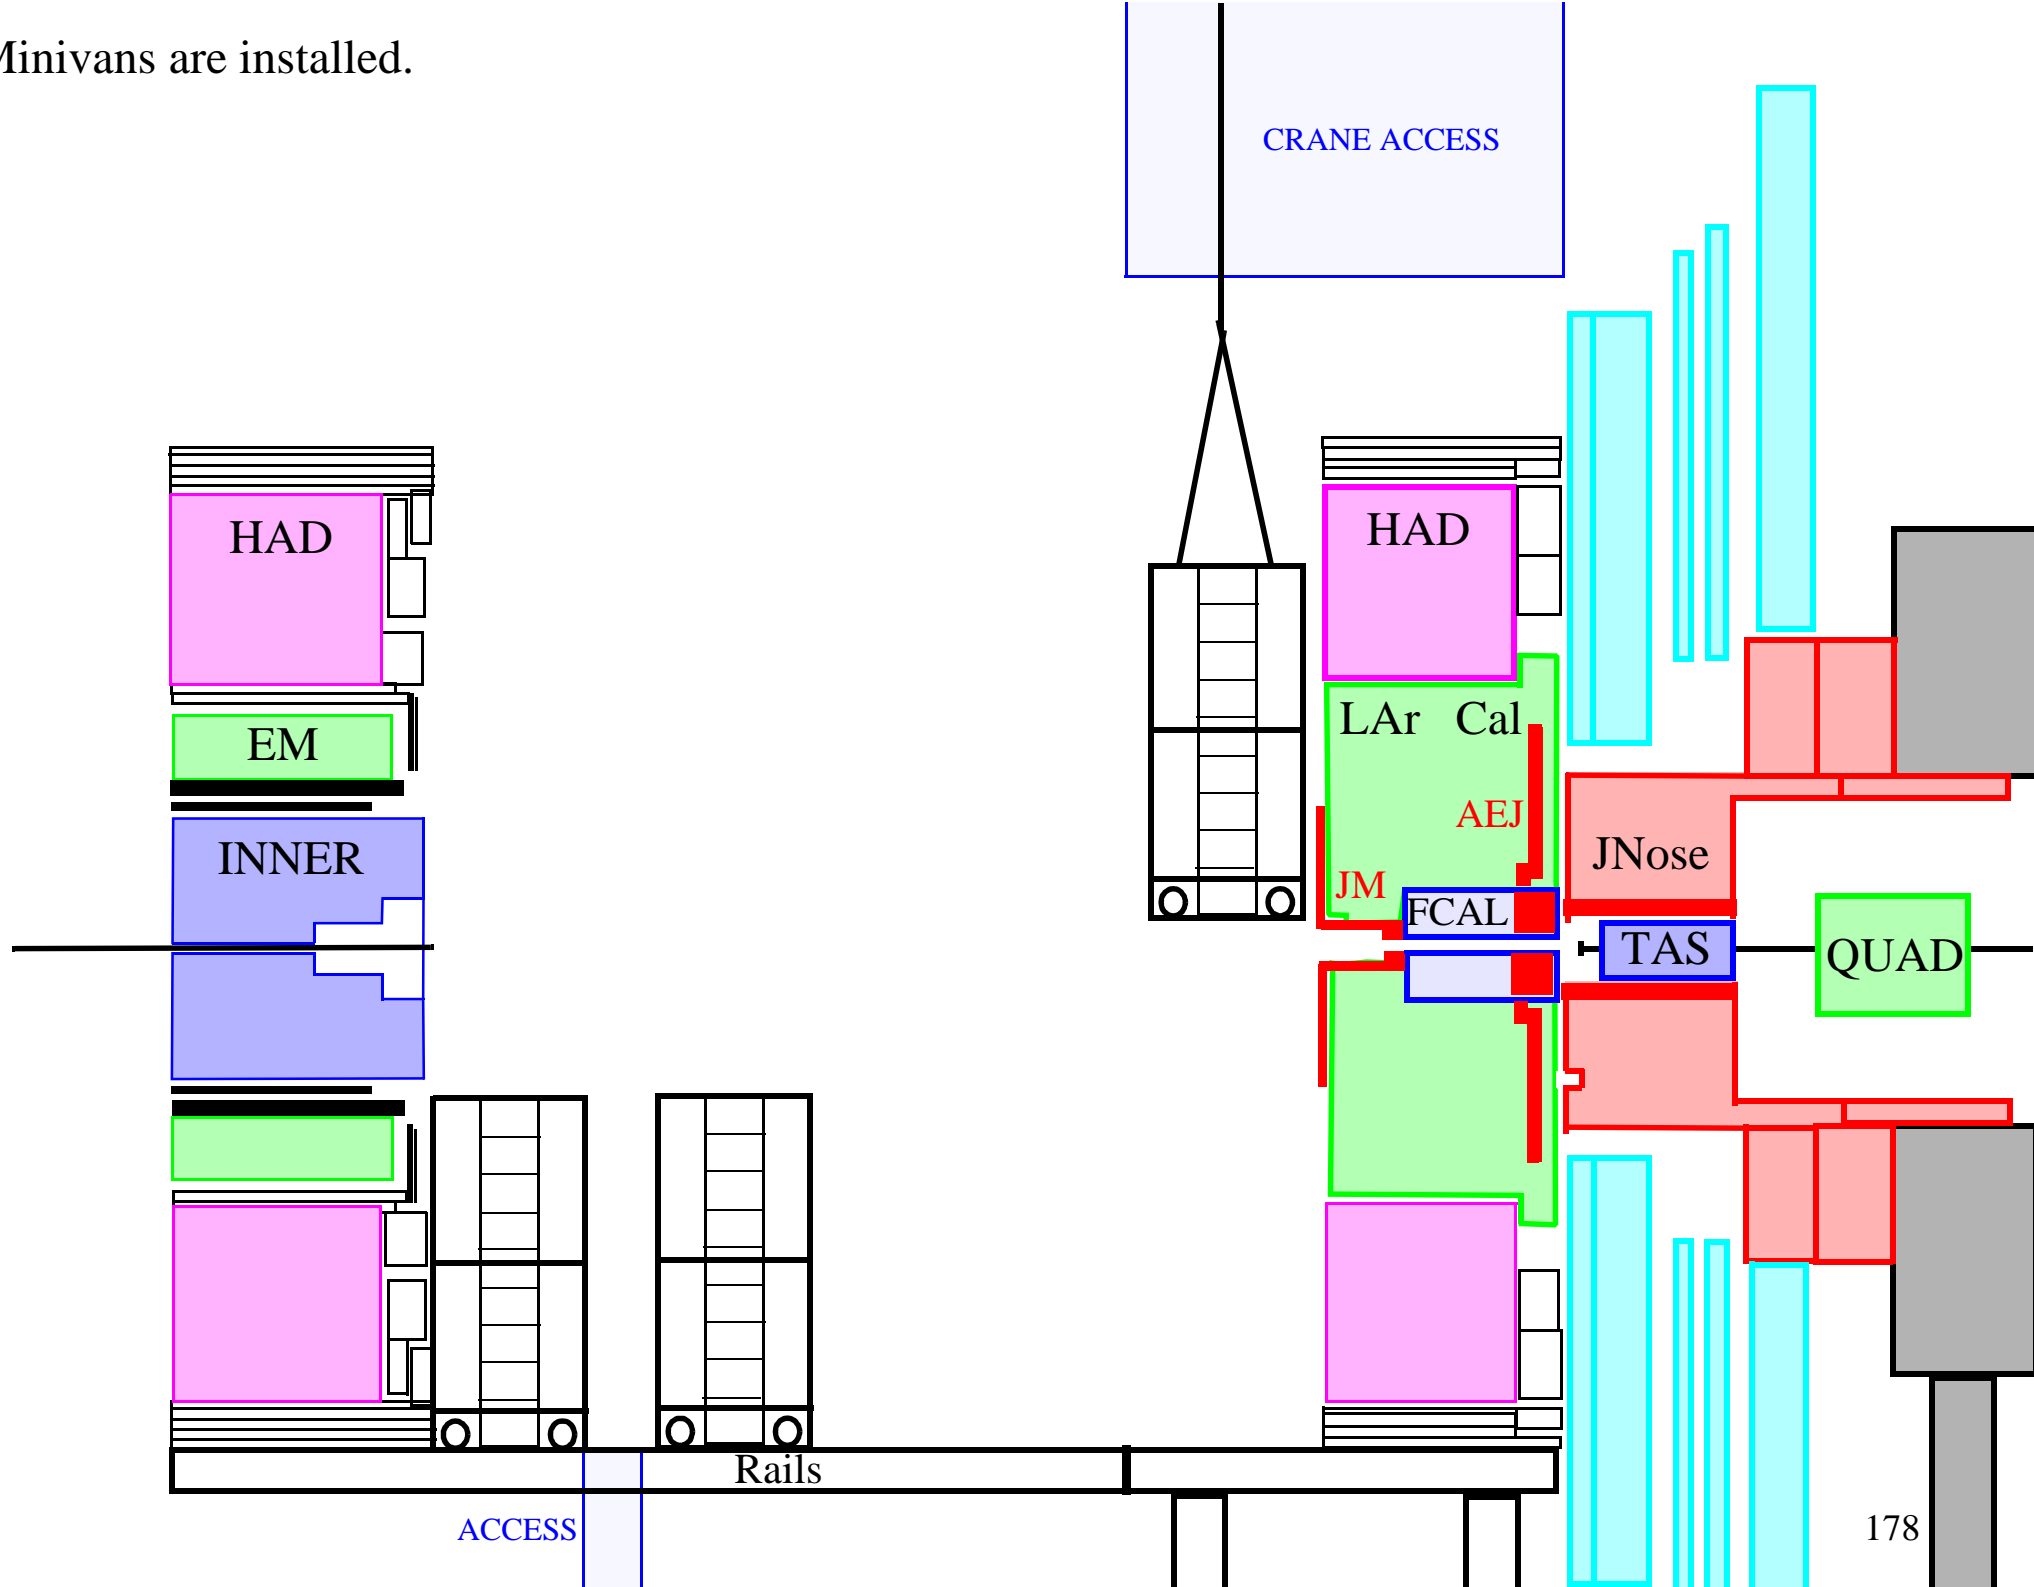 Minivans are installed.
CRANE ACCESS
HAD
HAD
EM
LAr Cal
AEJ
INNER
JM
JNose
FCAL
TAS
QUAD
Rails
ACCESS
178